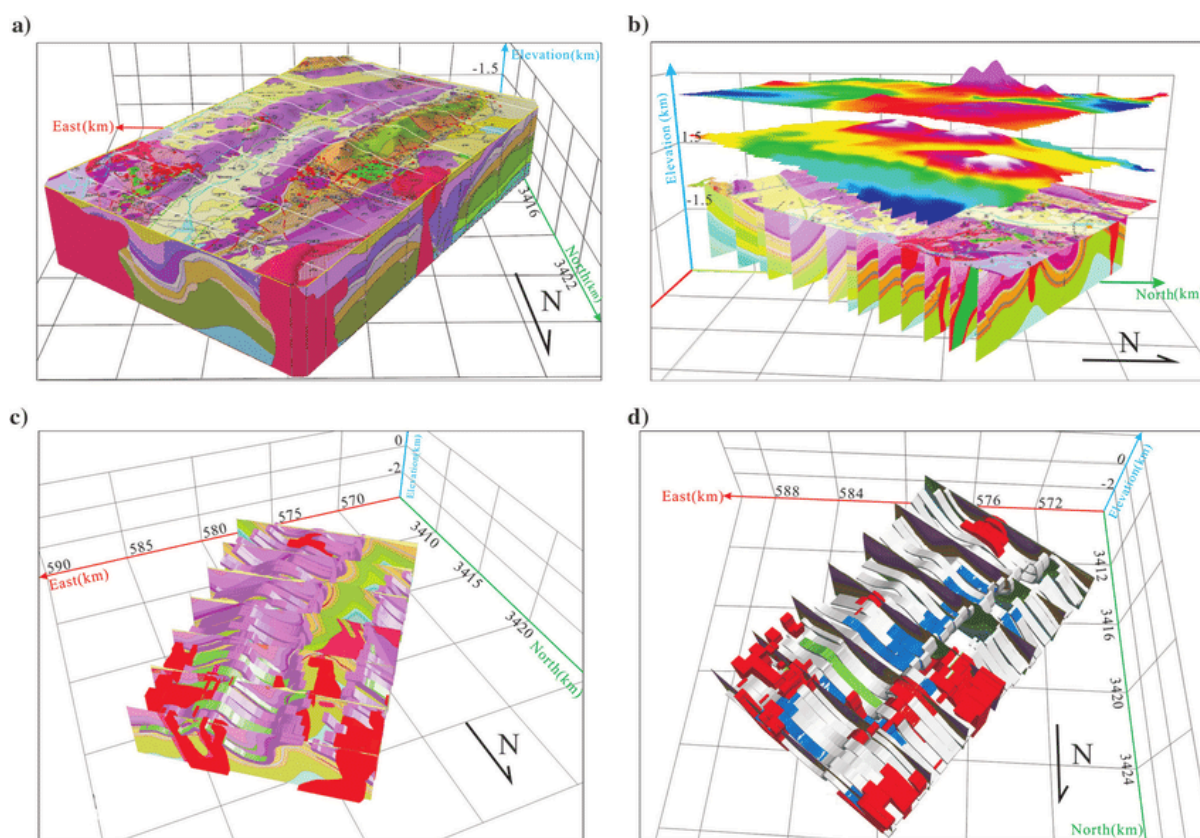 a)
Elevation(km)
-1.5
East(km)
3416
North(km)
3422
N
b)
Elevation(km)
1.5
-1.5
North(km)
N
c)
0
-2
Elevation(km)
570
575
580
585
590
East(km)
3410
3415
3420
North(km)
N
d)
0
-2
Elevation(km)
East(km)
588
584
576
572
3412
3416
3420
3424
N
North(km)